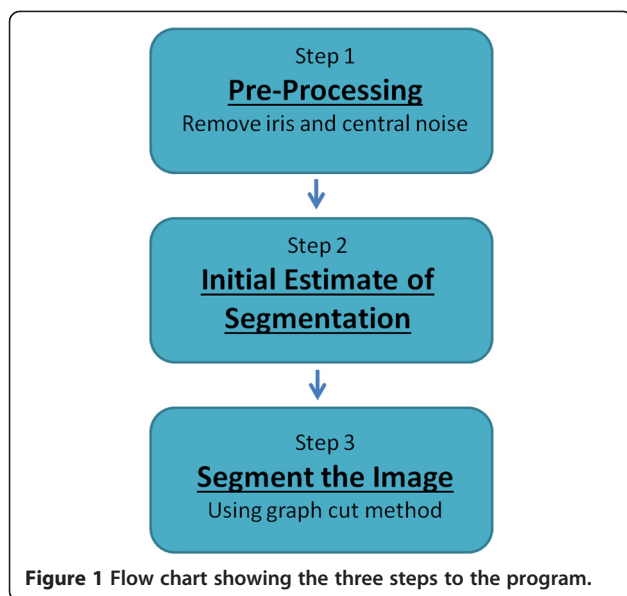 Step 1
Pre-Processing
Remove iris and central noise
Step 2
Initial Estimate of
Segmentation
Step 3
Segment the Image
Using graph cut method
Figure 1 Flow chart showing the three steps to the program.